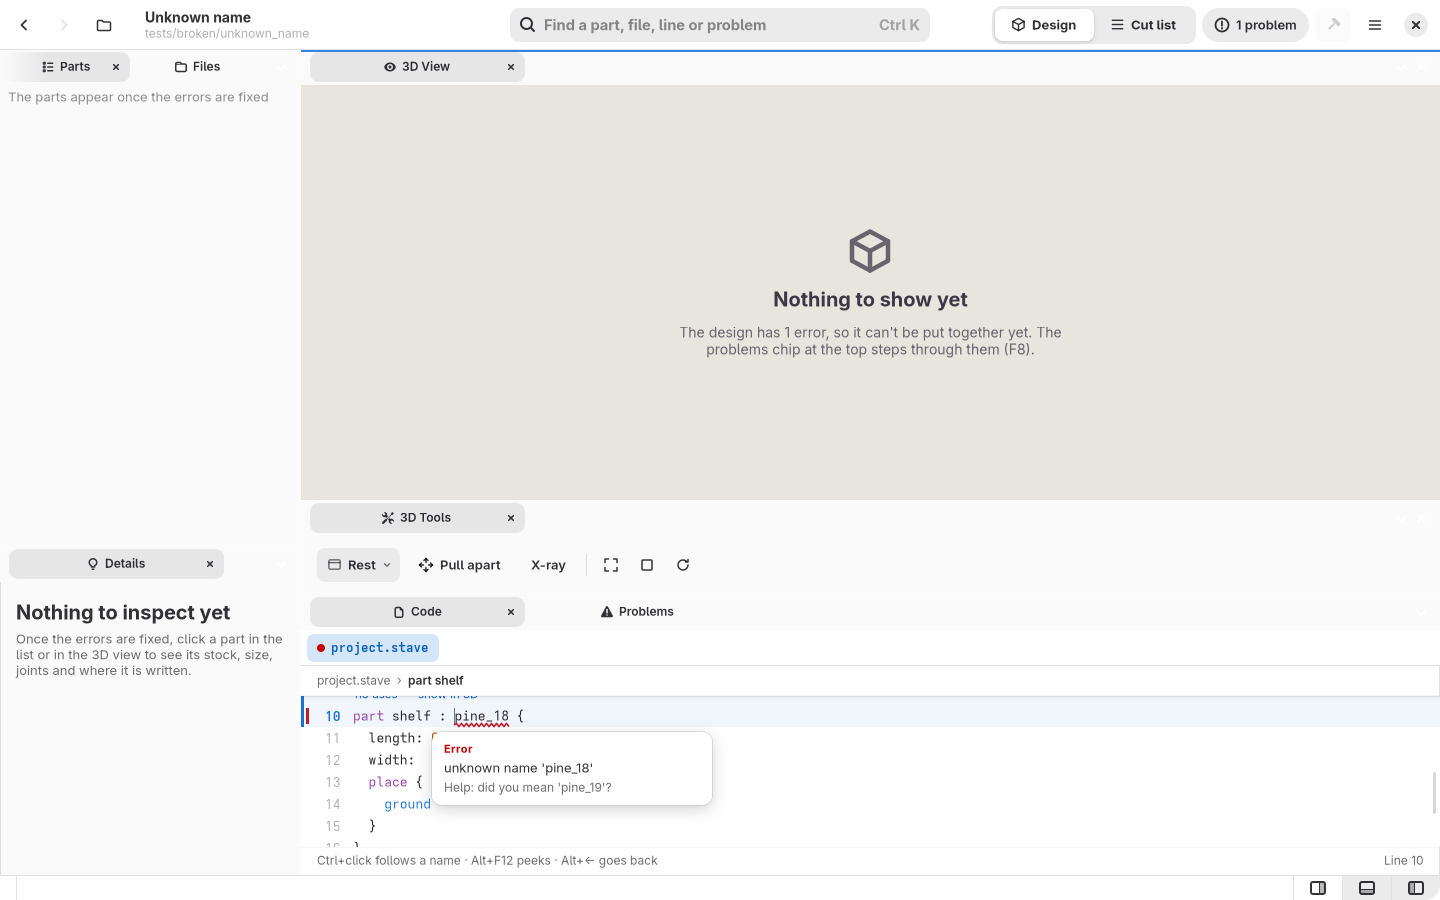 Unknown name
tests/broken/unknown_name
Find a part, file, line or problem Ctrl K
Design
Cut list
1 problem
Parts
Files
The parts appear once the errors are fixed
3D View
Nothing to show yet
The design has 1 error, so it can't be put together yet. The
problems chip at the top steps through them (F8).
3D Tools
Rest
Pull apart
X-ray
Details
Nothing to inspect yet
Once the errors are fixed, click a part in the
list or in the 3D view to see its stock, size,
joints and where it is written.
Code
Problems
project.stave
project.stave › part shelf
10 part shelf : pine_18 {
11 length:
12 width:
13 place {
14 ground
15 }
16 }
Error
unknown name 'pine_18'
Help: did you mean 'pine_19'?
Ctrl+click follows a name · Alt+F12 peeks · Alt+← goes back
Line 10